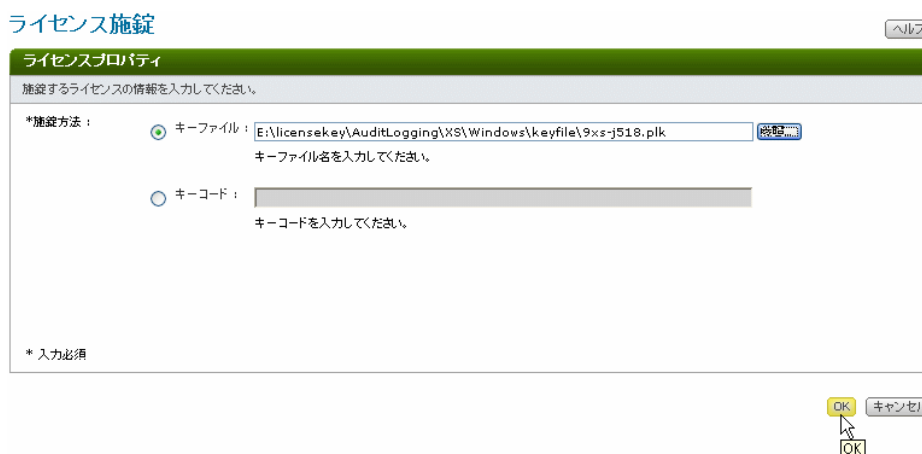 ライセンス施錠
ヘルプ
ライセンスプロパティ
施錠するライセンスの情報を入力してください。
*施錠方法：
キーファイル：
E:\licensekey\AuditLogging\XS\Windows\keyfile\9xs-j518.plk
参照...
キーファイル名を入力してください。
キーコード：
キーコードを入力してください。
* 入力必須
OK
キャンセル
OK